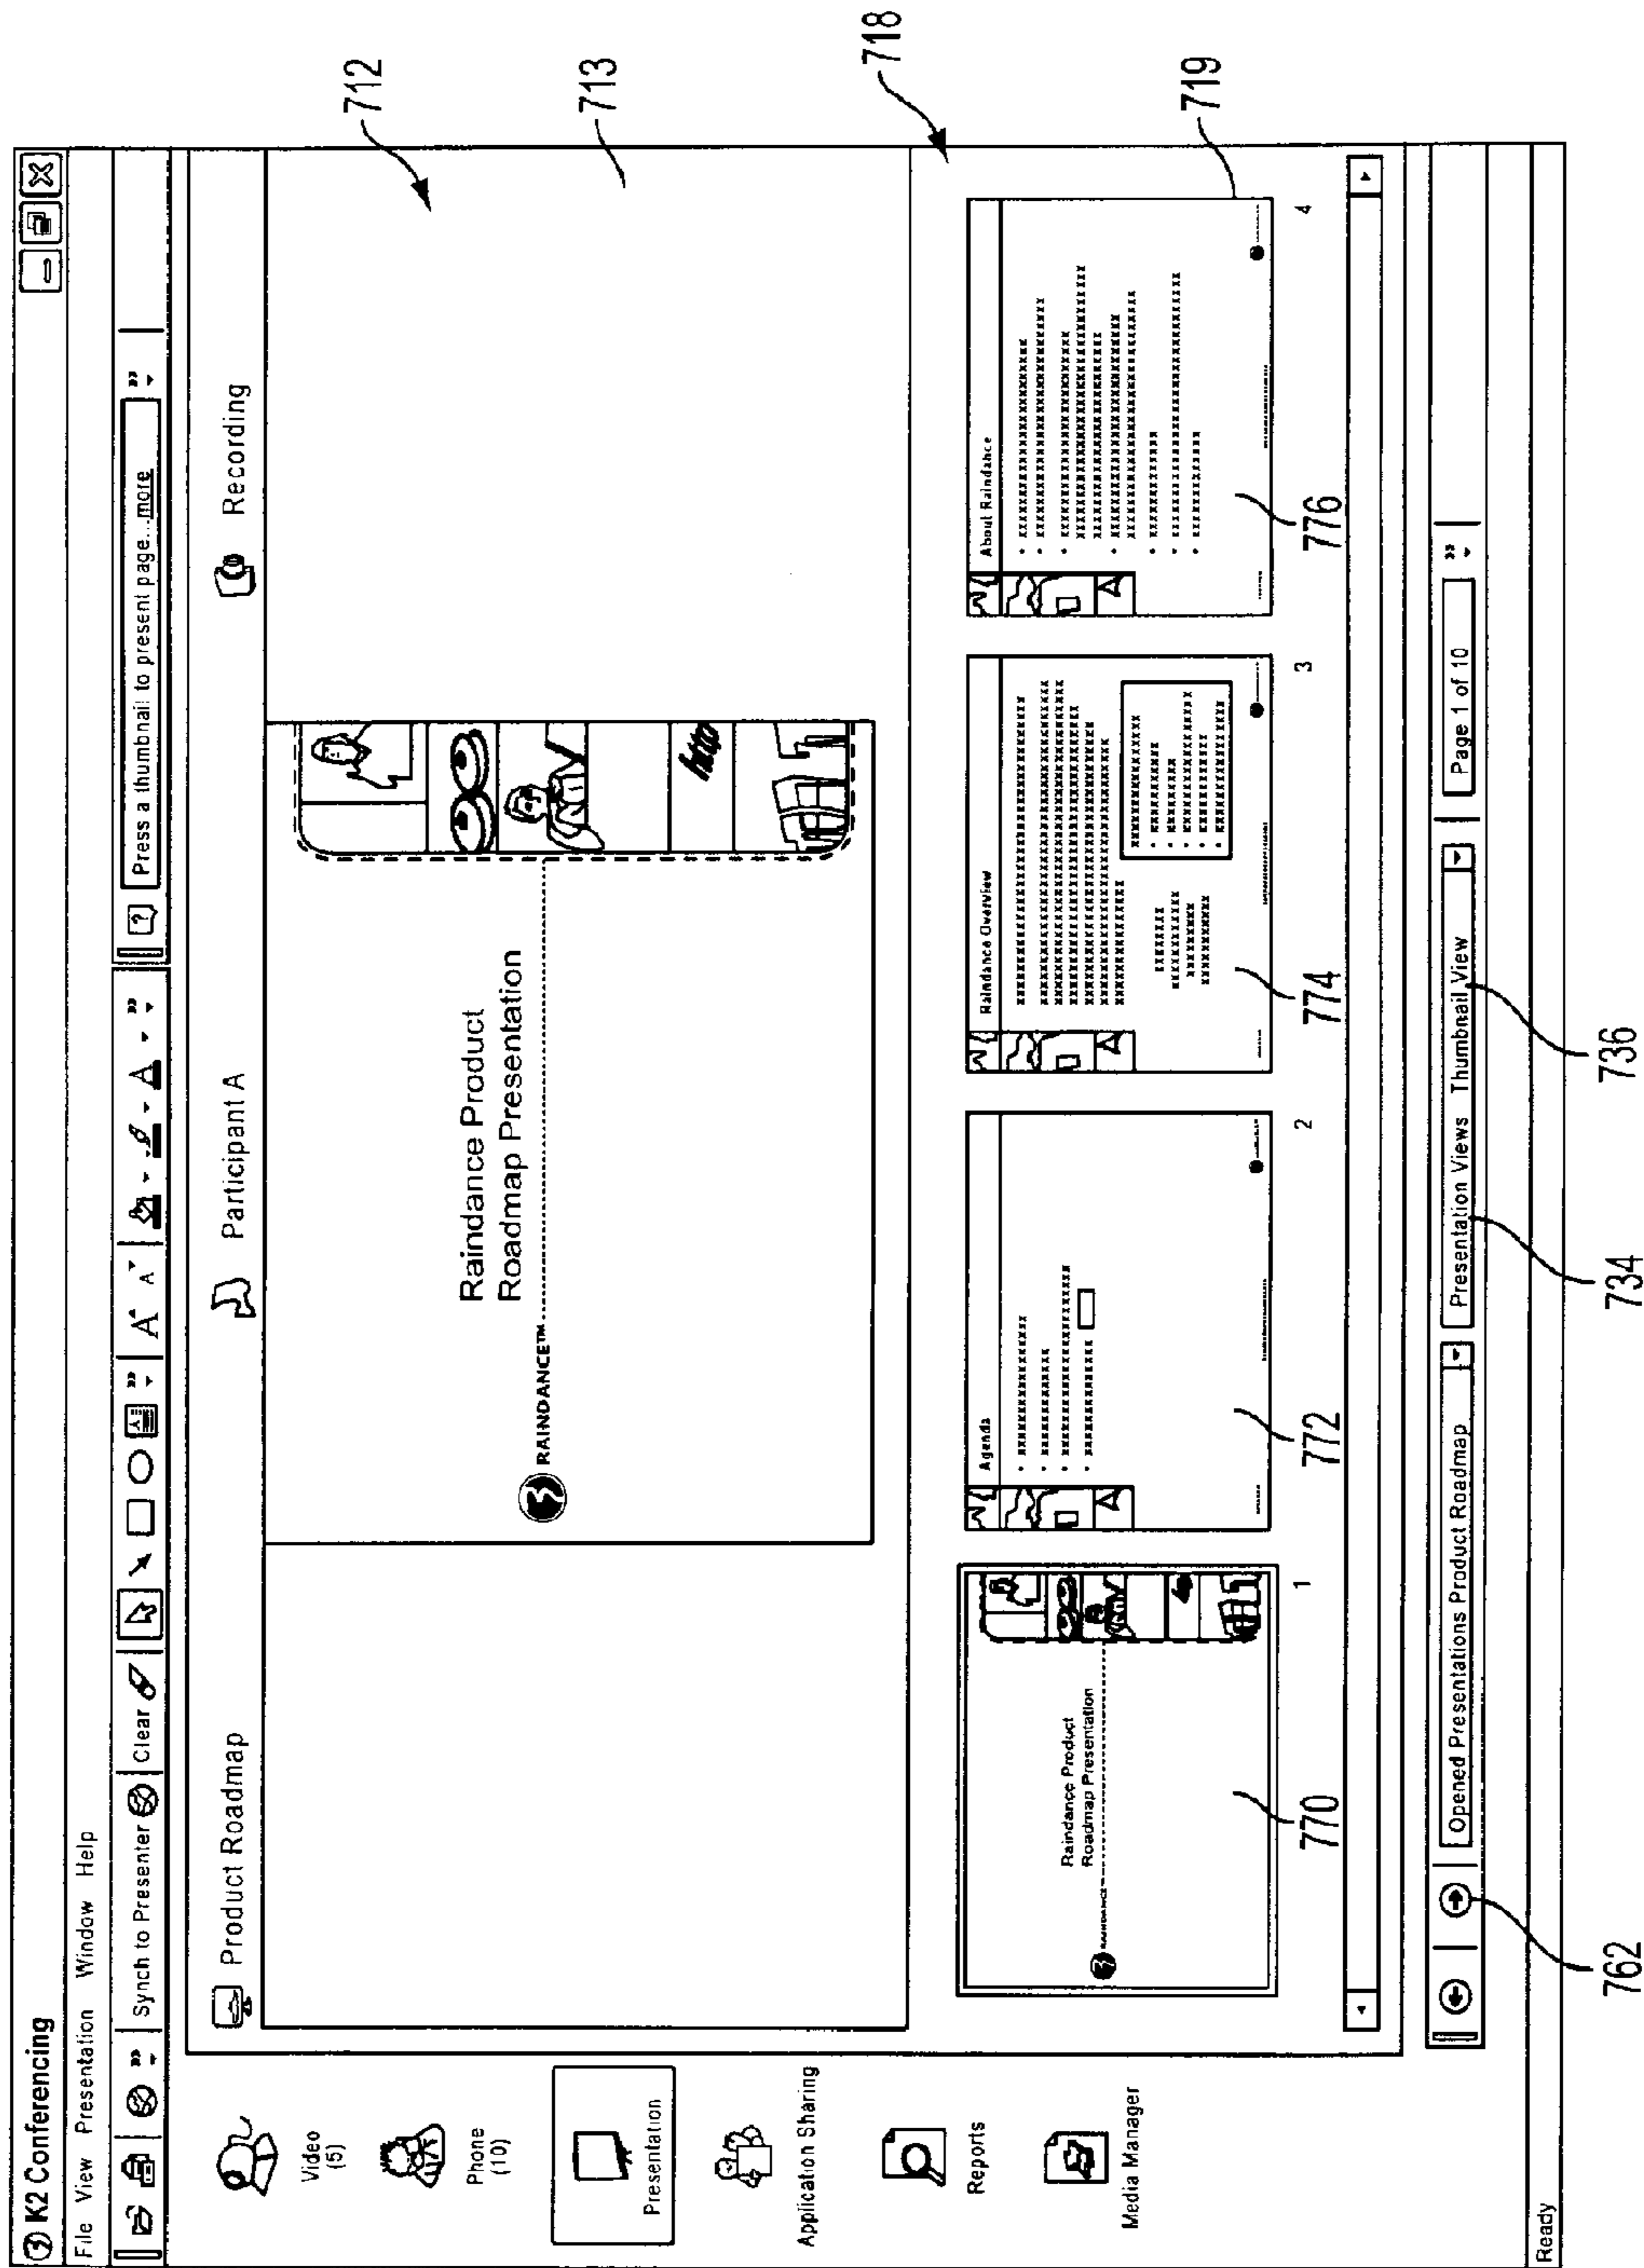 K2 Conferencing
File View Presentation Window Help
Synch to Presenter Clear A A A Press a thumbnail to present page...more
Product Roadmap Participant A Recording
712
713
718
719
Video
(5)
Phone
(10)
Presentation
Application Sharing
Reports
Media Manager
Raindance Product
Roadmap Presentation
RAINDANCE™
http
Raindance Product
Roadmap Presentation
RAINDANCE
1
770
Agenda
xxxxxxxxx
2
772
Raindance Overview
3
774
About Raindance
4
776
Opened Presentations Product Roadmap Presentation Views Thumbnail View Page 1 of 10
Ready
762
734
736